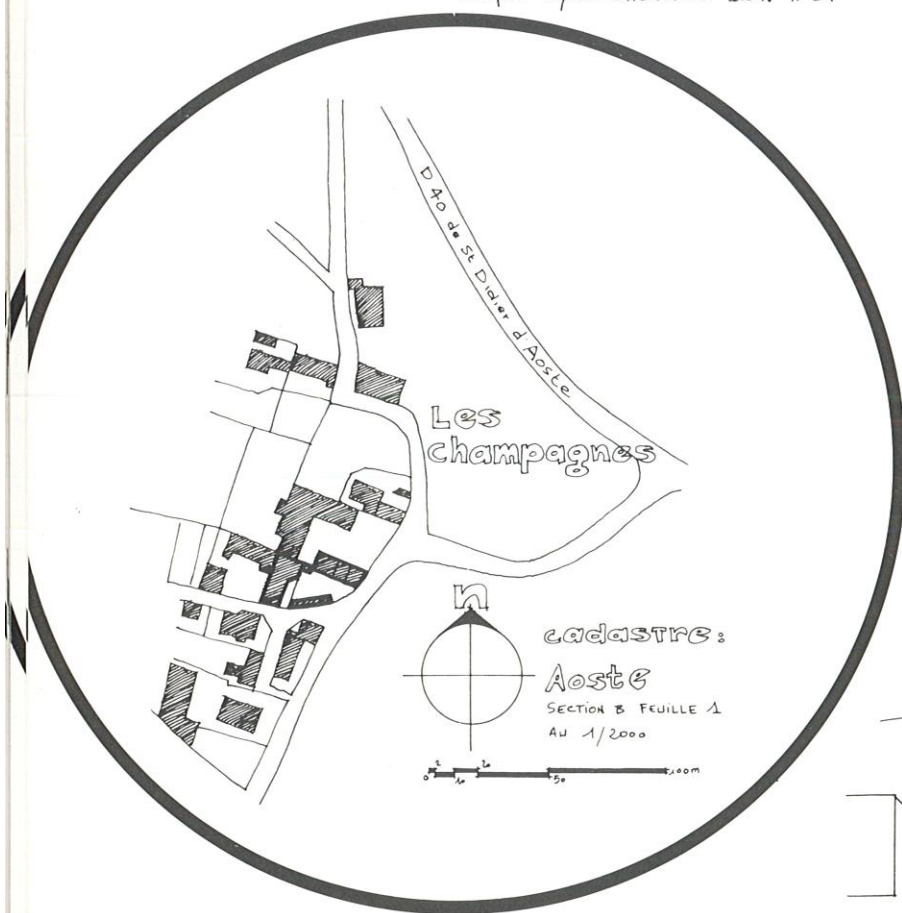 D 40 de St Didier d'Aoste
Les
champagnes
n
cadastre:
Aoste
SECTION B FEUILLE 1
AU 1/2000
0 2 10 20 50 100m